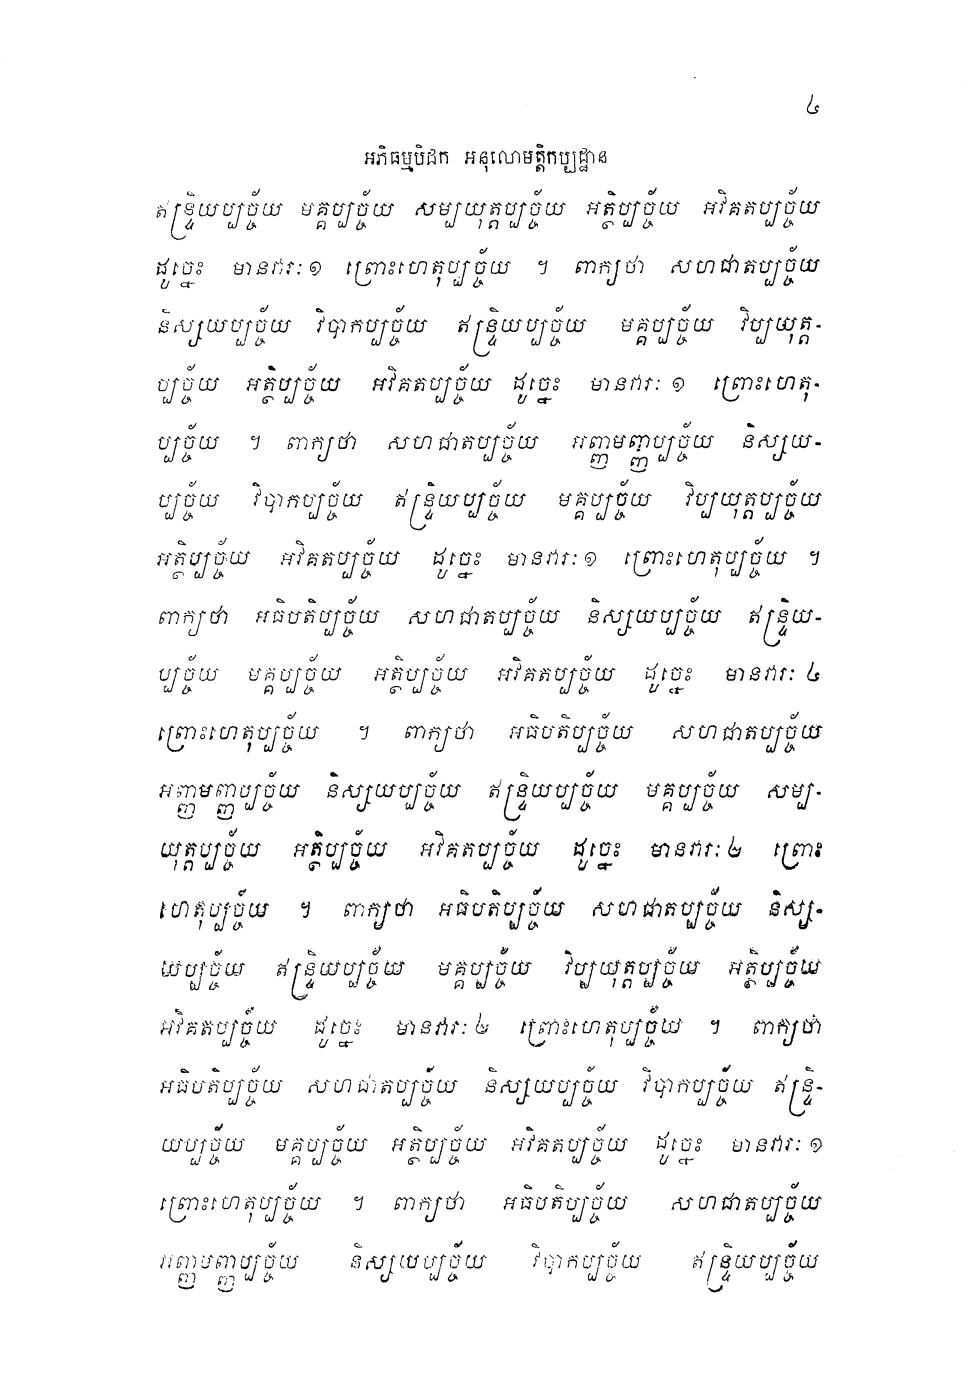 ៤
អភិធម្មបិដក អនុលោមត្តិកប្បដ្ឋាន
ឥន្ទ្រិយប្បច្ច័យ មគ្គប្បច្ច័យ សម្បយុត្តប្បច្ច័យ អត្ថិប្បច្ច័យ អវិគតប្បច្ច័យ
ដូច្នេះ មានវារៈ ១ ព្រោះហេតុប្បច្ច័យ ។ ពាក្យថា សហជាតប្បច្ច័យ
និស្សយប្បច្ច័យ វិបាកប្បច្ច័យ ឥន្ទ្រិយប្បច្ច័យ មគ្គប្បច្ច័យ វិប្បយុត្ត-
ប្បច្ច័យ អត្ថិប្បច្ច័យ អវិគតប្បច្ច័យ ដូច្នេះ មានវារៈ ១ ព្រោះហេតុ-
ប្បច្ច័យ ។ ពាក្យថា សហជាតប្បច្ច័យ អញ្ញមញ្ញប្បច្ច័យ និស្សយ-
ប្បច្ច័យ វិបាកប្បច្ច័យ ឥន្ទ្រិយប្បច្ច័យ មគ្គប្បច្ច័យ វិប្បយុត្តប្បច្ច័យ
អត្ថិប្បច្ច័យ អវិគតប្បច្ច័យ ដូច្នេះ មានវារៈ ១ ព្រោះហេតុប្បច្ច័យ ។
ពាក្យថា អធិបតិប្បច្ច័យ សហជាតប្បច្ច័យ និស្សយប្បច្ច័យ ឥន្ទ្រិយ-
ប្បច្ច័យ មគ្គប្បច្ច័យ អត្ថិប្បច្ច័យ អវិគតប្បច្ច័យ ដូច្នេះ មានវារៈ ៤
ព្រោះហេតុប្បច្ច័យ ។ ពាក្យថា អធិបតិប្បច្ច័យ សហជាតប្បច្ច័យ
អញ្ញមញ្ញប្បច្ច័យ និស្សយប្បច្ច័យ ឥន្ទ្រិយប្បច្ច័យ មគ្គប្បច្ច័យ សម្ប-
យុត្តប្បច្ច័យ អត្ថិប្បច្ច័យ អវិគតប្បច្ច័យ ដូច្នេះ មានវារៈ ២ ព្រោះ
ហេតុប្បច្ច័យ ។ ពាក្យថា អធិបតិប្បច្ច័យ សហជាតប្បច្ច័យ និស្ស-
យប្បច្ច័យ ឥន្ទ្រិយប្បច្ច័យ មគ្គប្បច្ច័យ វិប្បយុត្តប្បច្ច័យ អត្ថិប្បច្ច័យ
អវិគតប្បច្ច័យ ដូច្នេះ មានវារៈ ៤ ព្រោះហេតុប្បច្ច័យ ។ ពាក្យថា
អធិបតិប្បច្ច័យ សហជាតប្បច្ច័យ និស្សយប្បច្ច័យ វិបាកប្បច្ច័យ ឥន្ទ្រិ-
យប្បច្ច័យ មគ្គប្បច្ច័យ អត្ថិប្បច្ច័យ អវិគតប្បច្ច័យ ដូច្នេះ មានវារៈ ១
ព្រោះហេតុប្បច្ច័យ ។ ពាក្យថា អធិបតិប្បច្ច័យ សហជាតប្បច្ច័យ
អញ្ញមញ្ញប្បច្ច័យ និស្សយប្បច្ច័យ វិបាកប្បច្ច័យ ឥន្ទ្រិយប្បច្ច័យ